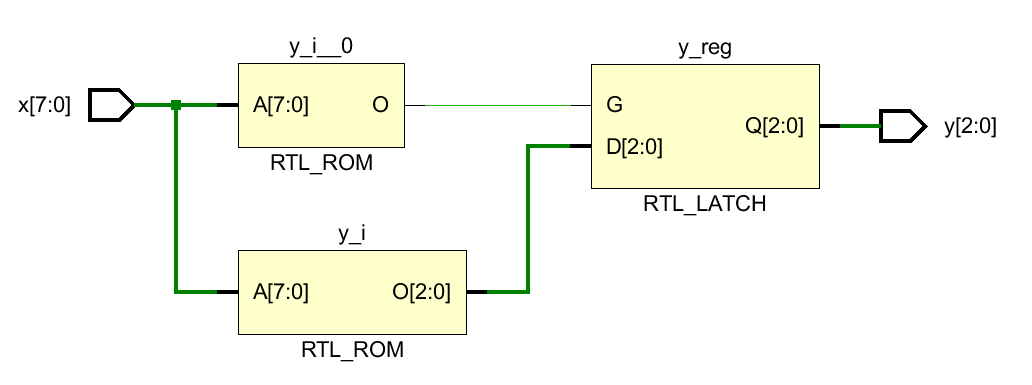 y_i__0
x[7:0]
A[7:0] O
RTL_ROM
y_reg
G
D[2:0]
Q[2:0]
RTL_LATCH
y[2:0]
y_i
A[7:0] O[2:0]
RTL_ROM